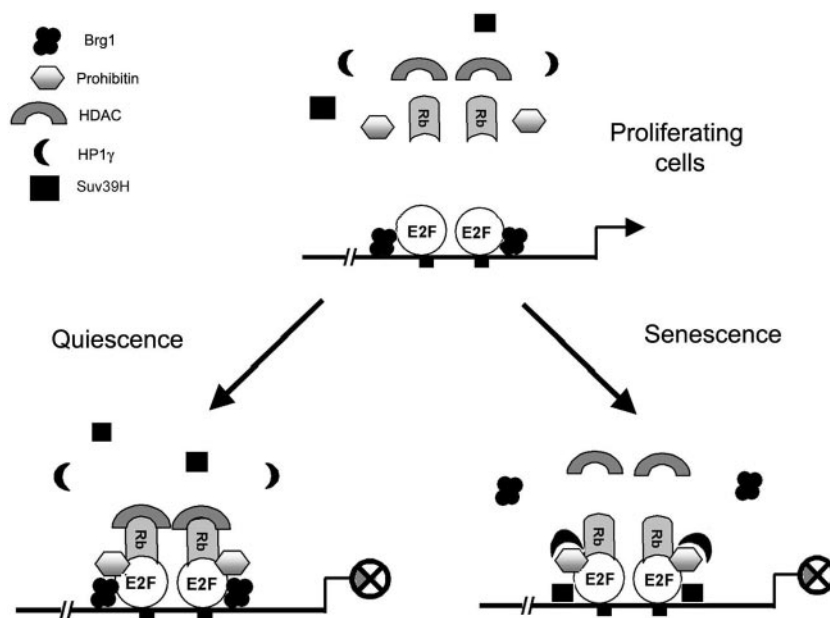 Brg1
Prohibitin
HDAC
HP1γ
Suv39H
Rb Rb
Proliferating
cells
E2F E2F
Quiescence
Senescence
Rb Rb
E2F E2F
Rb Rb
E2F E2F